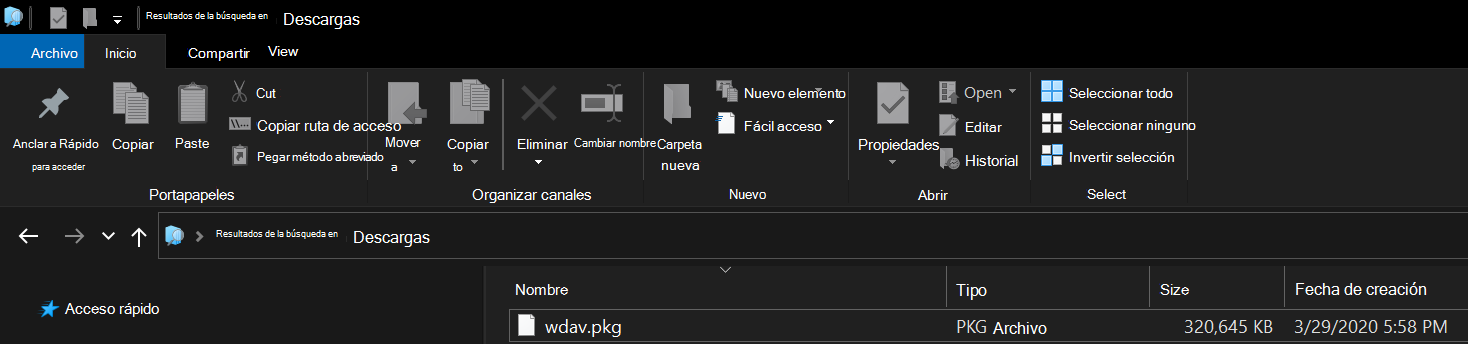 Resultados de la búsqueda en Descargas
Archivo Inicio Compartir View
Anclar a Rápido
para acceder
Copiar
Paste
Cut
Copiar ruta de acceso
Pegar método abreviado
Portapapeles
Mover
a
Copiar
to
Eliminar
Cambiar nombre
Organizar canales
Carpeta
nueva
Nuevo elemento
Fácil acceso
Nuevo
Propiedades
Open
Editar
Historial
Abrir
Seleccionar todo
Seleccionar ninguno
Invertir selección
Select
Resultados de la búsqueda en Descargas
Acceso rápido
Nombre Tipo Size Fecha de creación
wdav.pkg PKG Archivo 320,645 KB 3/29/2020 5:58 PM